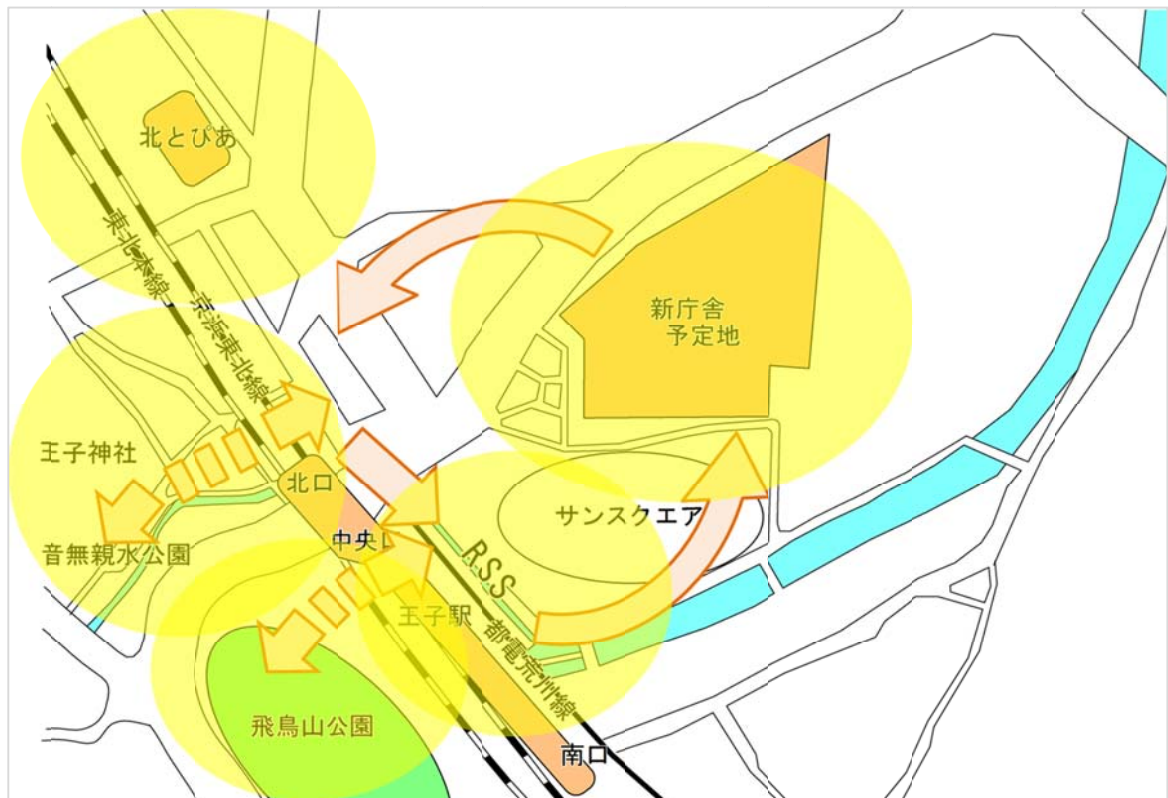 北とぴあ
東北本線
京浜東北線
新庁舎
予定地
王子神社
北口
サンスクエア
中央口
音無親水公園
RSS
王子駅
都電荒州線
飛鳥山公園
南口